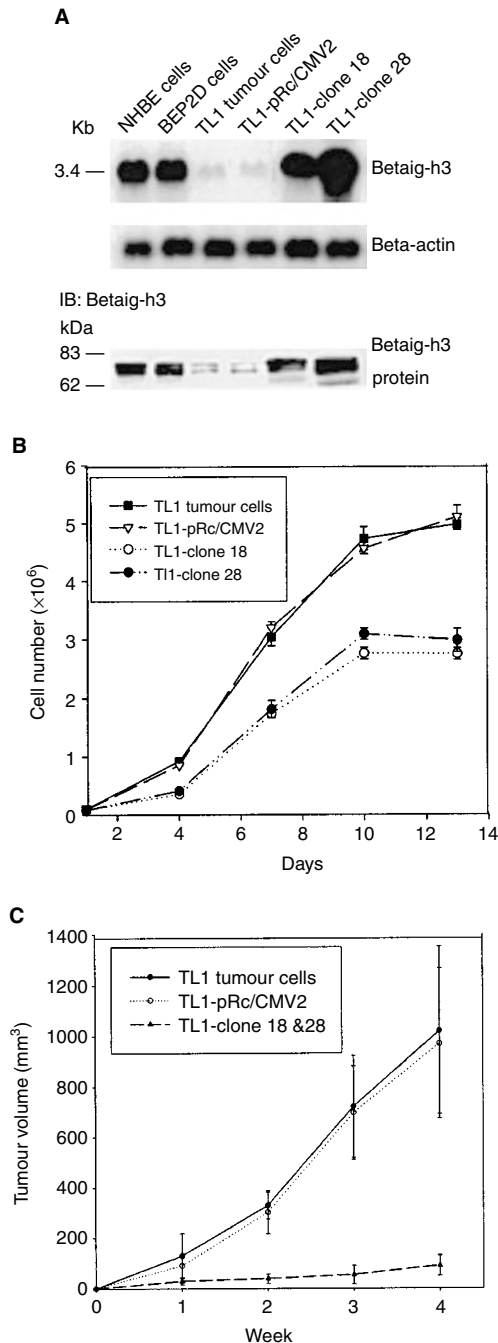 A
NHBE cells
BEP2D cells
TL1 tumour cells
TL1-pRc/CMV2
TL1-clone 18
TL1-clone 28
Kb
3.4
Betaig-h3
Beta-actin
IB: Betaig-h3
kDa
83
62
Betaig-h3
protein
B
6
5
4
3
2
1
0
Cell number (×10⁶)
TL1 tumour cells
TL1-pRc/CMV2
TL1-clone 18
Tl1-clone 28
2 4 6 8 10 12 14
Days
C
1400
1200
1000
800
600
400
200
0
Tumour volume (mm³)
TL1 tumour cells
TL1-pRc/CMV2
TL1-clone 18 &28
0 1 2 3 4
Week